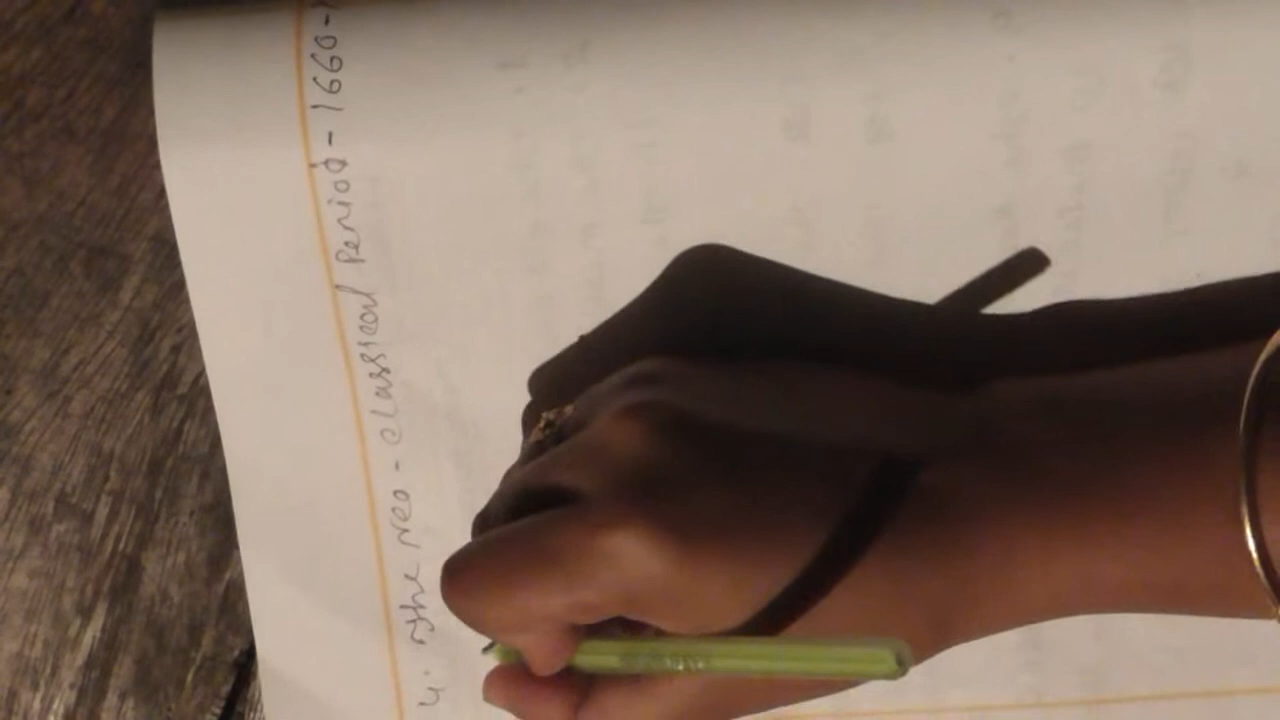 4. The Neo - classical Period - 1660 -